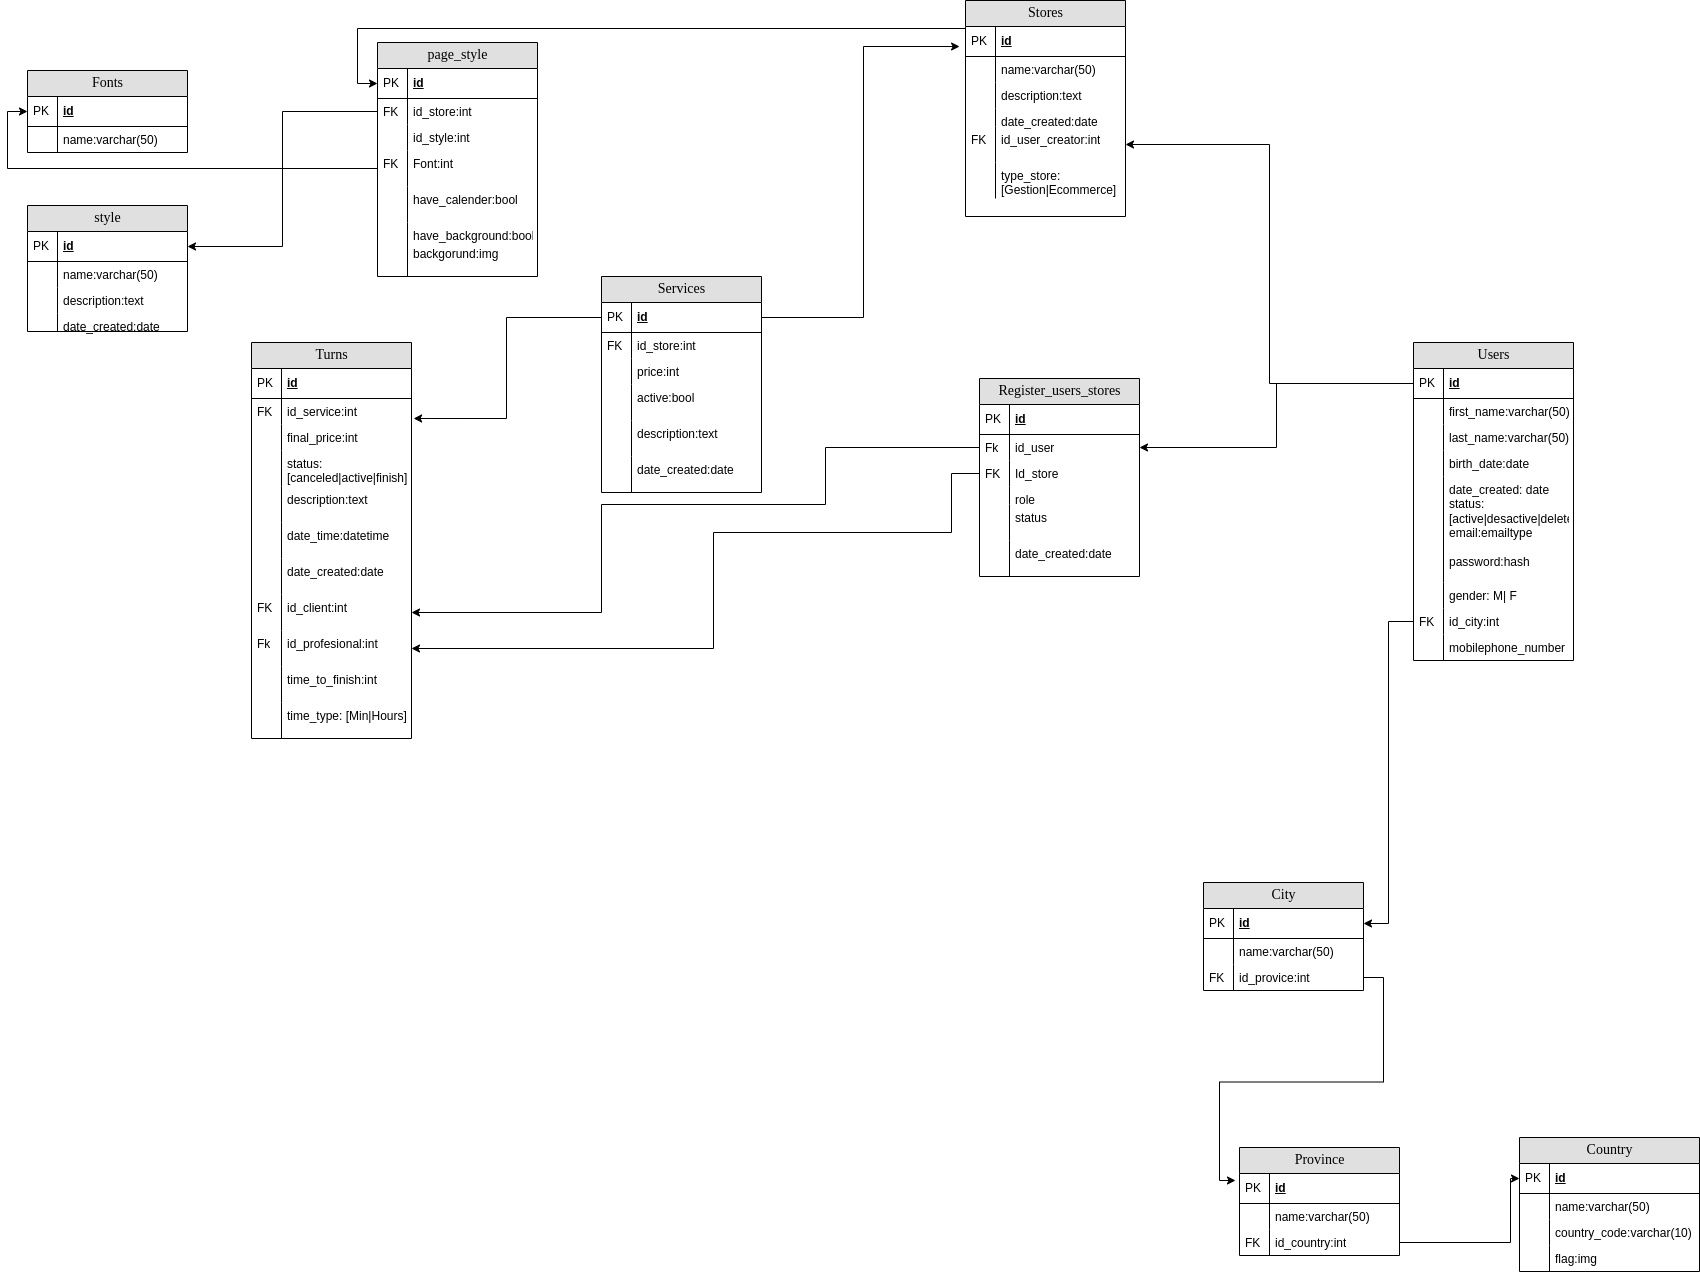 Stores
PK id
name:varchar(50)
description:text
date_created:date
FK id_user_creator:int
type_store:
[Gestion|Ecommerce]
page_style
PK id
FK id_store:int
id_style:int
FK Font:int
have_calender:bool
have_background:bool
backgorund:img
Fonts
PK id
name:varchar(50)
style
PK id
name:varchar(50)
description:text
date_created:date
Services
PK id
FK id_store:int
price:int
active:bool
description:text
date_created:date
Turns
PK id
FK id_service:int
final_price:int
status:
[canceled|active|finish]
description:text
date_time:datetime
date_created:date
FK id_client:int
Fk id_profesional:int
time_to_finish:int
time_type: [Min|Hours]
Register_users_stores
PK id
Fk id_user
FK Id_store
role
status
date_created:date
Users
PK id
first_name:varchar(50)
last_name:varchar(50)
birth_date:date
date_created: date
status:
[active|desactive|delete
email:emailtype
password:hash
gender: M| F
FK id_city:int
mobilephone_number
City
PK id
name:varchar(50)
FK id_provice:int
Province
PK id
name:varchar(50)
FK id_country:int
Country
PK id
name:varchar(50)
country_code:varchar(10)
flag:img